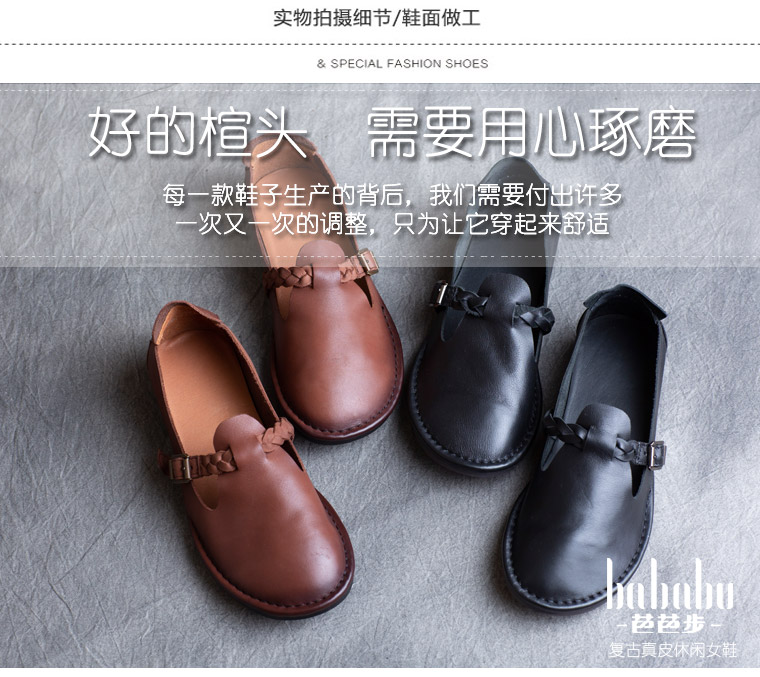 实物拍摄细节/鞋面做工
& SPECIAL FASHION SHOES
好的楦头 需要用心琢磨
每一款鞋子生产的背后，我们需要付出许多
一次又一次的调整，只为让它穿起来舒适
bababu
芭芭步
复古真皮休闲女鞋